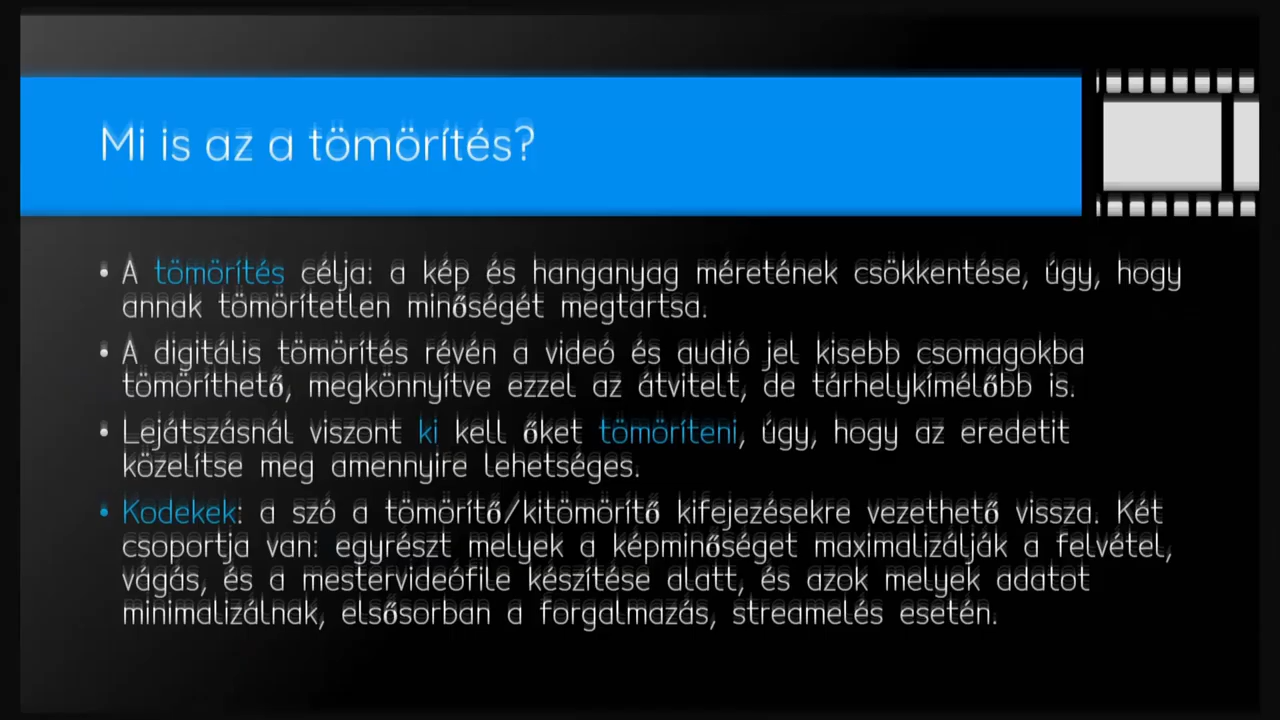 Mi is az a tömörítés?
• A tömörítés célja: a kép és hanganyag méretének csökkentése, úgy, hogy
annak tömörítetlen minőségét megtartsa.
• A digitális tömörítés révén a videó és audió jel kisebb csomagokba
tömöríthető, megkönnyítve ezzel az átvitelt, de tárhelykímélőbb is.
• Lejátszásnál viszont ki kell őket tömöríteni, úgy, hogy az eredetit
közelítse meg amennyire lehetséges.
• Kodekek: a szó a tömörítő/kitömörítő kifejezésekre vezethető vissza. Két
csoportja van: egyrészt melyek a képminőséget maximalizálják a felvétel,
vágás, és a mestervideófile készítése alatt, és azok melyek adatot
minimalizálnak, elsősorban a forgalmazás, streamelés esetén.